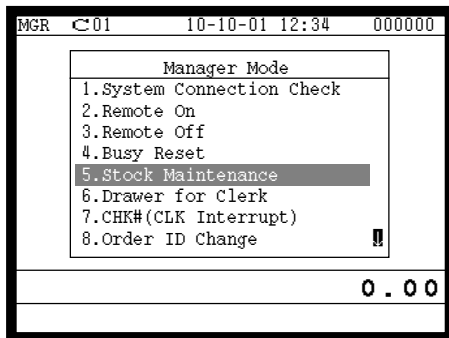 MGR C01 10-10-01 12:34 000000
Manager Mode
1.System Connection Check
2.Remote On
3.Remote Off
4.Busy Reset
5.Stock Maintenance
6.Drawer for Clerk
7.CHK#(CLK Interrupt)
8.Order ID Change
0.00